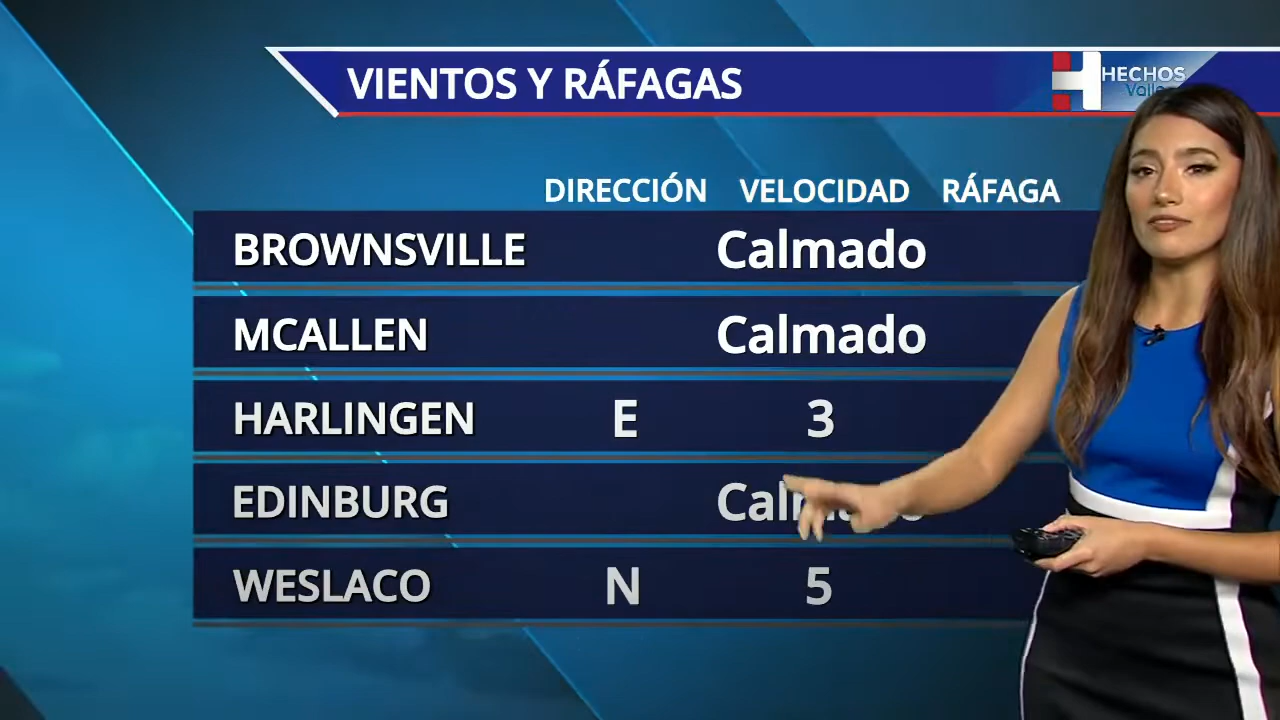 VIENTOS Y RÁFAGAS
HECHOS
DIRECCIÓN VELOCIDAD RÁFAGA
BROWNSVILLE Calmado
MCALLEN Calmado
HARLINGEN E 3
EDINBURG
WESLACO N 5